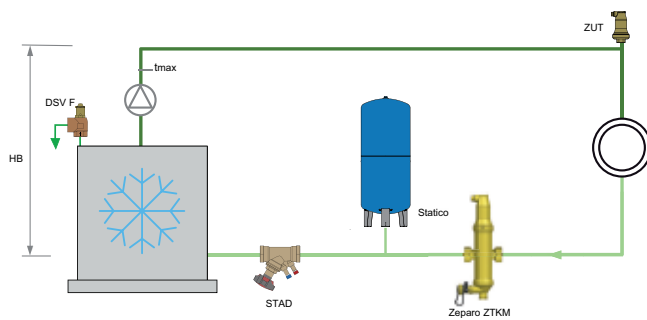 ZUT
tmax
DSV F
HB
Statico
STAD
Zeparo ZTKM